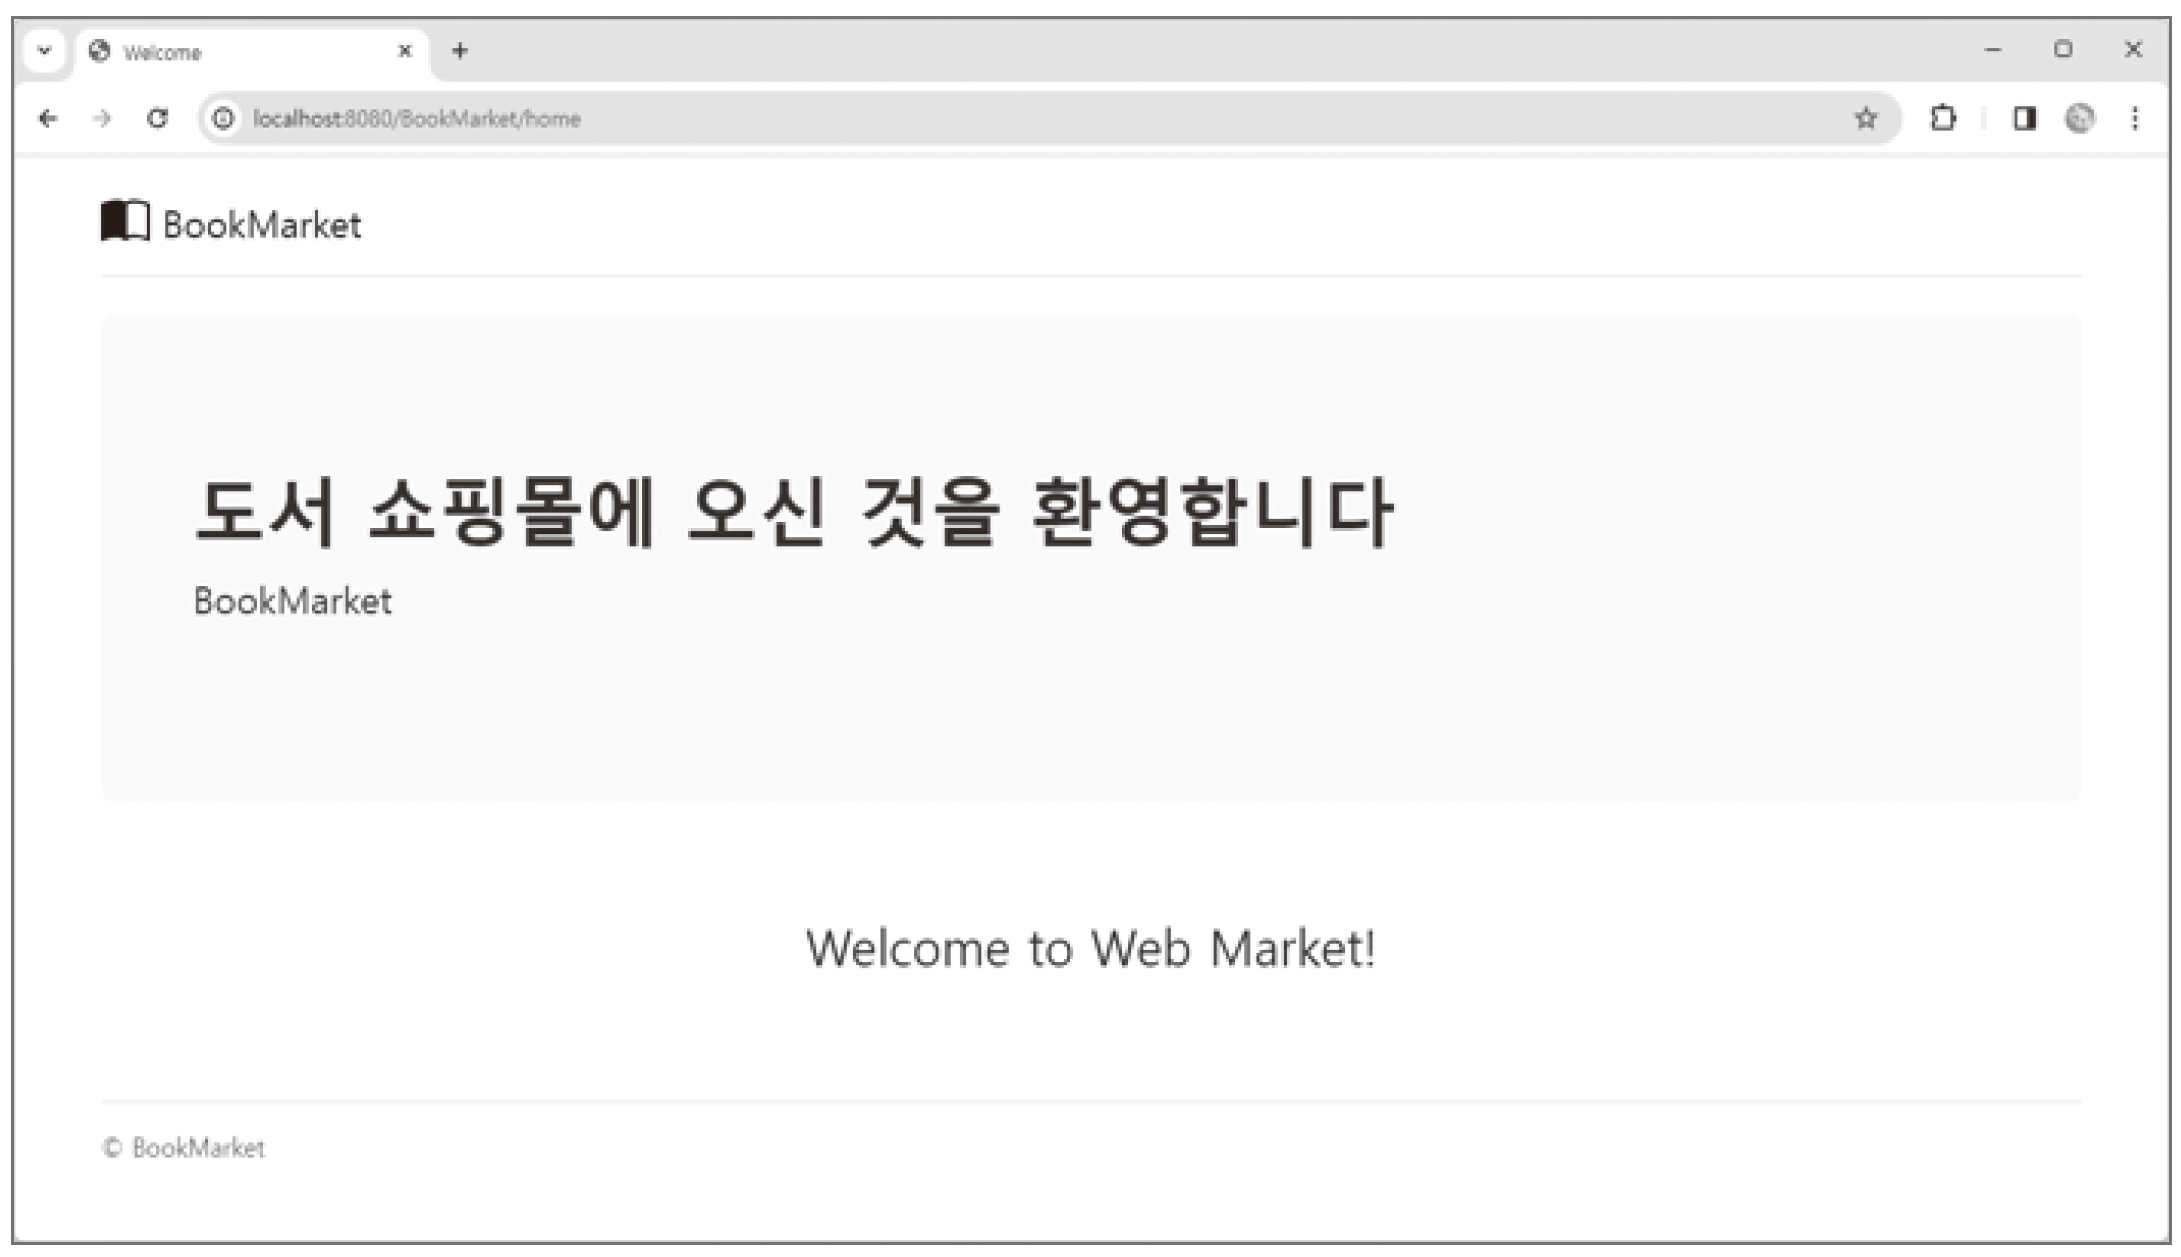 Welcome
localhost:8080/BookMarket/home
BookMarket
도서 쇼핑몰에 오신 것을 환영합니다
BookMarket
Welcome to Web Market!
© BookMarket